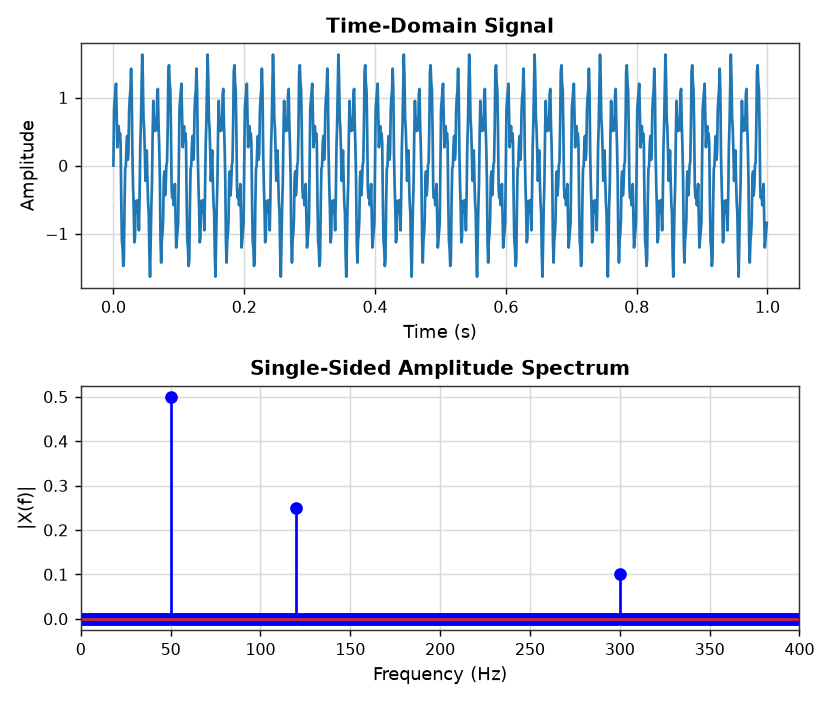 Time-Domain Signal
Amplitude
1
0
−1
0.0 0.2 0.4 0.6 0.8 1.0
Time (s)
Single-Sided Amplitude Spectrum
|X(f)|
0.5
0.4
0.3
0.2
0.1
0.0
0 50 100 150 200 250 300 350 400
Frequency (Hz)